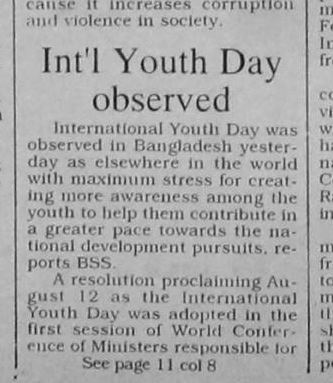 cause it increases corruption
and violence in society.
Int'l Youth Day
observed
International Youth Day was
observed in Bangladesh yester-
day as elsewhere in the world
with maximum stress for creat-
ing more awareness among the
youth to help them contribute in
a greater pace towards the na-
tional development pursuits, re-
ports BSS.
A resolution proclaiming Au-
gust 12 as the International
Youth Day was adopted in the
first session of World Confer-
ence of Ministers responsible for
See page 11 col 8